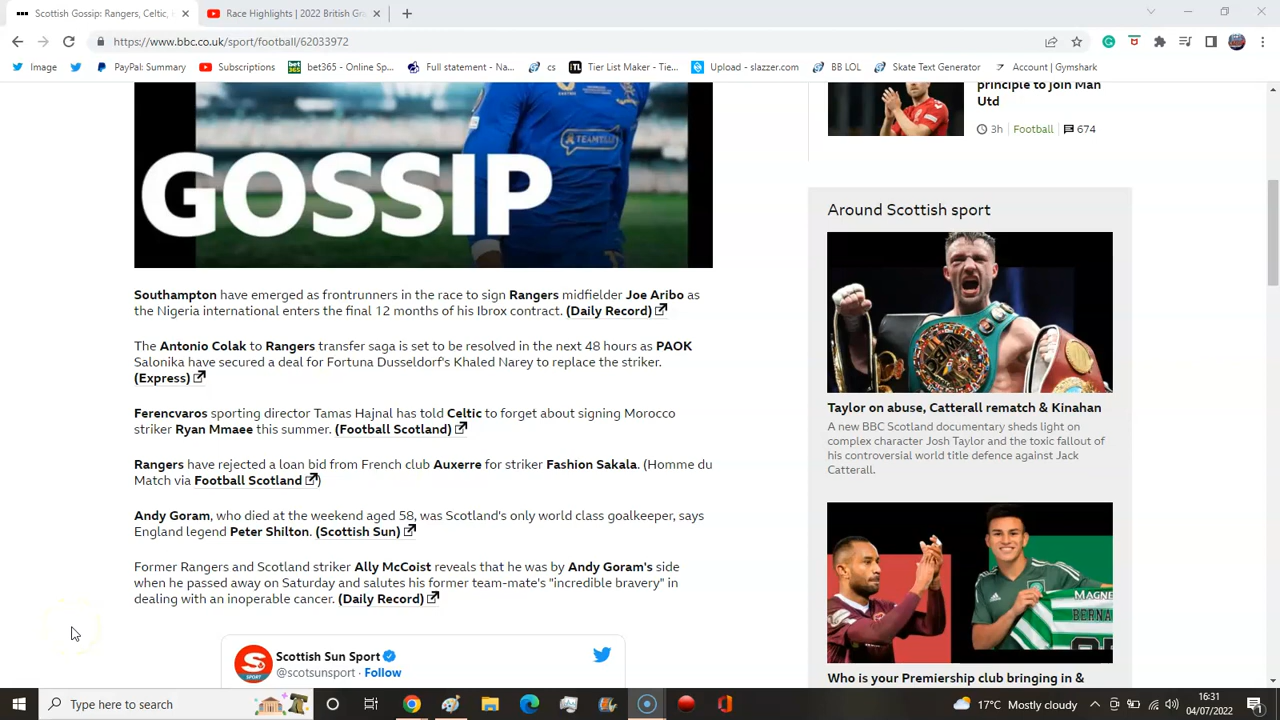 Scottish Gossip: Rangers, Celtic,
Race Highlights | 2022 British Gr
https://www.bbc.co.uk/sport/football/62033972
Image
PayPal: Summary
Subscriptions
bet365 - Online Sp...
Full statement - Na...
cs
Tier List Maker - Tie...
Upload - slazzer.com
BB LOL
Skate Text Generator
Account | Gymshark
principle to join Man
Utd
3h | Football | 674
TEAMTALK
GOSSIP
Southampton have emerged as frontrunners in the race to sign Rangers midfielder Joe Aribo as
the Nigeria international enters the final 12 months of his Ibrox contract. (Daily Record)
The Antonio Colak to Rangers transfer saga is set to be resolved in the next 48 hours as PAOK
Salonika have secured a deal for Fortuna Dusseldorf's Khaled Narey to replace the striker.
(Express)
Ferencvaros sporting director Tamas Hajnal has told Celtic to forget about signing Morocco
striker Ryan Mmaee this summer. (Football Scotland)
Rangers have rejected a loan bid from French club Auxerre for striker Fashion Sakala. (Homme du
Match via Football Scotland)
Andy Goram, who died at the weekend aged 58, was Scotland's only world class goalkeeper, says
England legend Peter Shilton. (Scottish Sun)
Former Rangers and Scotland striker Ally McCoist reveals that he was by Andy Goram's side
when he passed away on Saturday and salutes his former team-mate's "incredible bravery" in
dealing with an inoperable cancer. (Daily Record)
Scottish Sun Sport
@scotsunsport · Follow
Around Scottish sport
Taylor on abuse, Catterall rematch & Kinahan
A new BBC Scotland documentary sheds light on
complex character Josh Taylor and the toxic fallout of
his controversial world title defence against Jack
Catterall.
MAGNE
BERNA
Who is your Premiership club bringing in &
Type here to search
17°C Mostly cloudy
16:31
04/07/2022